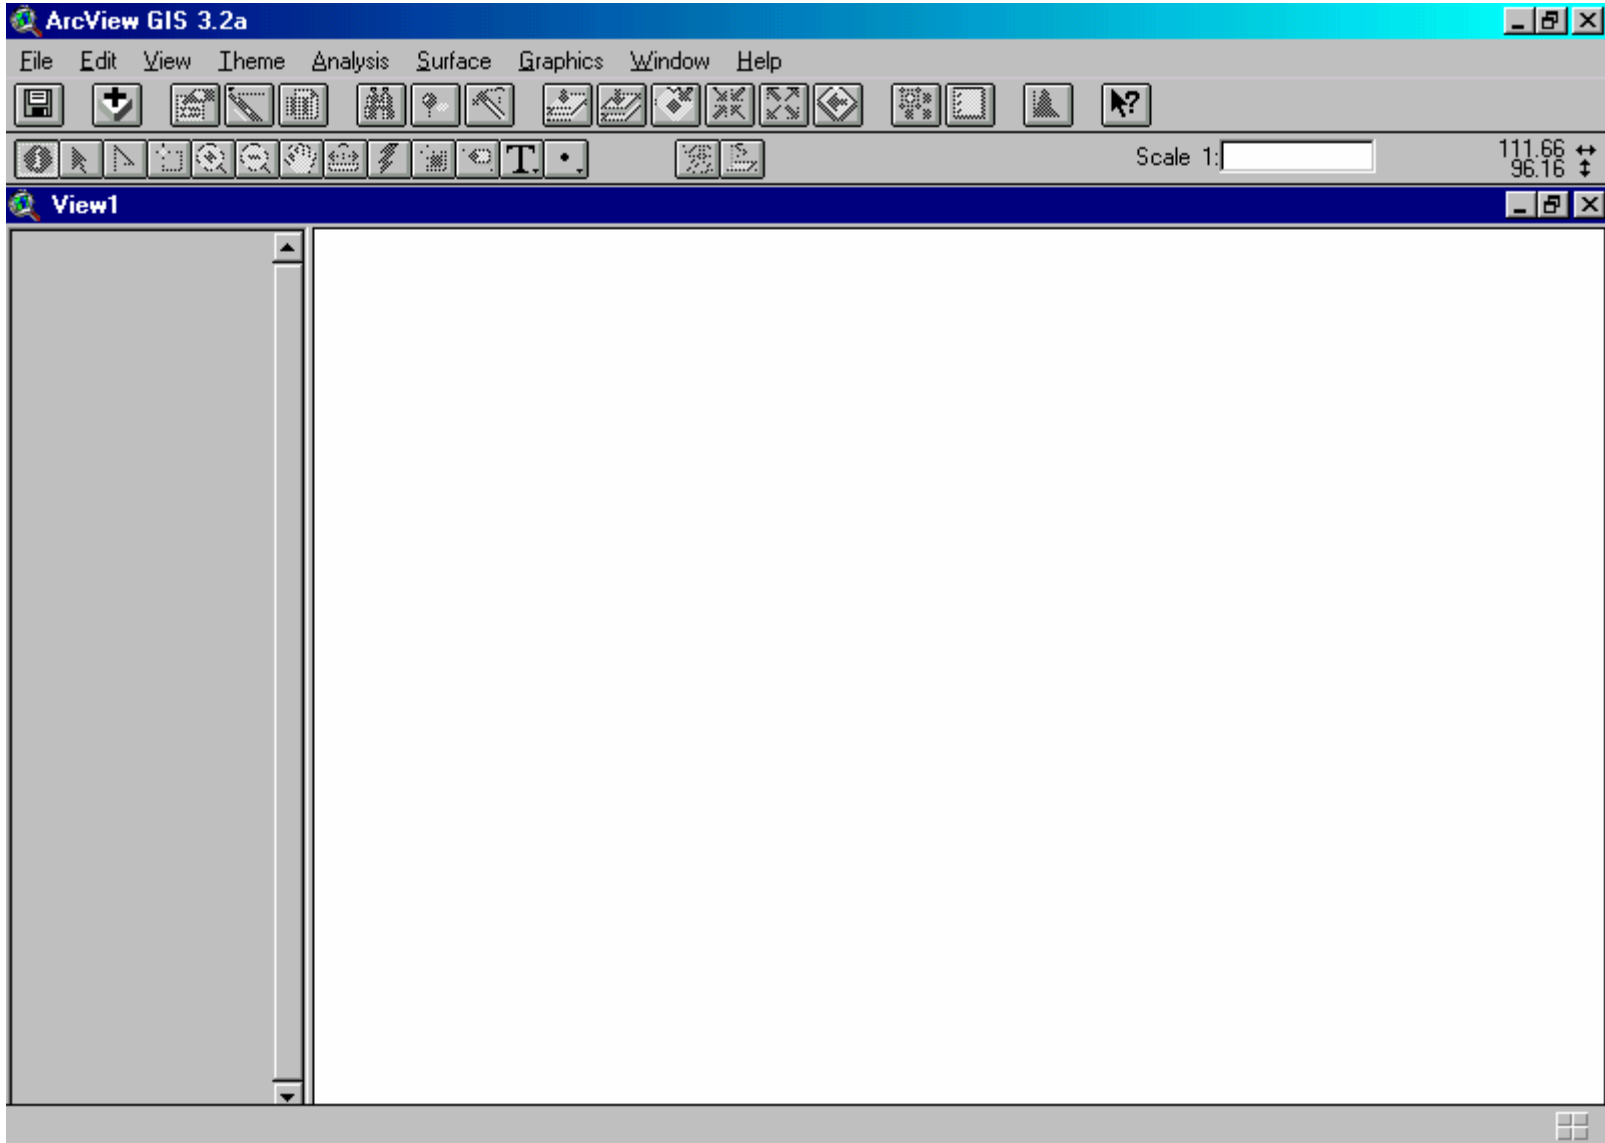 ArcView GIS 3.2a
File Edit View Theme Analysis Surface Graphics Window Help
T Scale 1: 111.66
96.16
View1